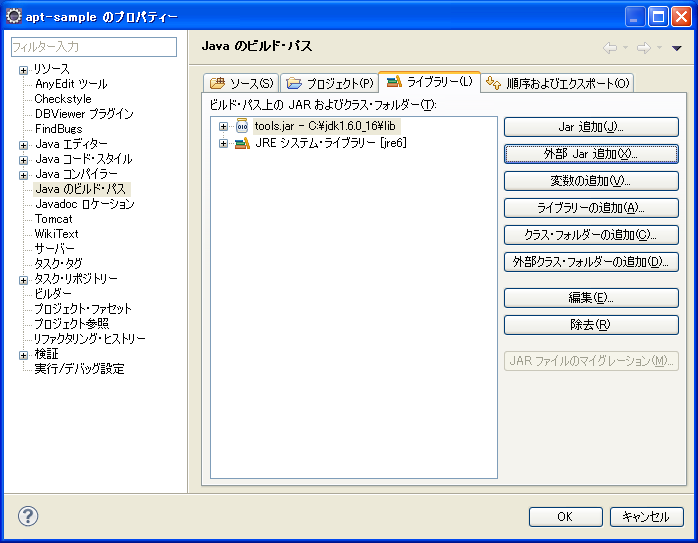 apt-sample のプロパティー
フィルター入力
リソース
AnyEdit ツール
Checkstyle
DBViewer プラグイン
FindBugs
Java エディター
Java コード・スタイル
Java コンパイラー
Java のビルド・パス
Javadoc ロケーション
Tomcat
WikiText
サーバー
タスク・タグ
タスク・リポジトリー
ビルダー
プロジェクト・ファセット
プロジェクト参照
リファクタリング・ヒストリー
検証
実行/デバッグ設定
Java のビルド・パス
ソース(S)
プロジェクト(P)
ライブラリー(L)
順序およびエクスポート(O)
ビルド・パス上の JAR およびクラス・フォルダー(T):
tools.jar - C:¥jdk1.6.0_16¥lib
JRE システム・ライブラリー [jre6]
Jar 追加(J)...
外部 Jar 追加(X)...
変数の追加(V)...
ライブラリーの追加(A)...
クラス・フォルダーの追加(C)...
外部クラス・フォルダーの追加(D)...
編集(E)...
除去(R)
JAR ファイルのマイグレーション(M)...
OK
キャンセル